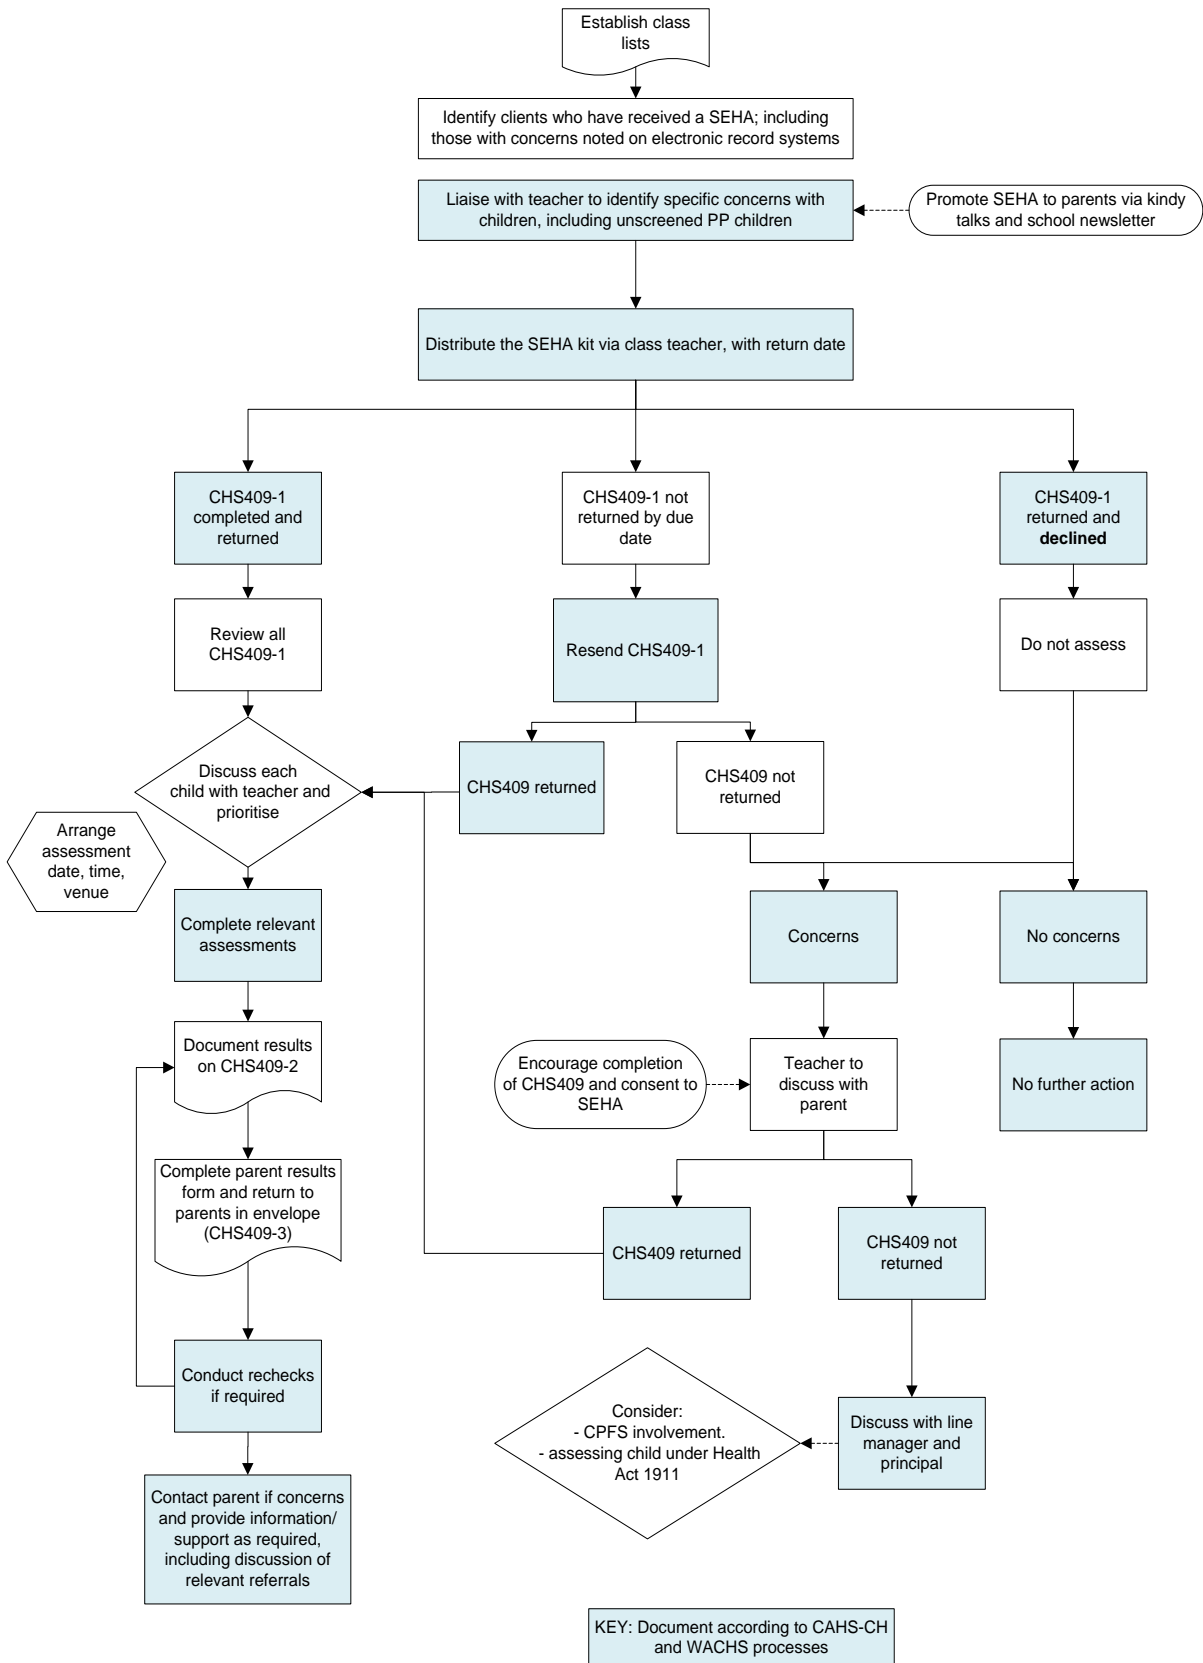 Establish class
lists
Identify clients who have received a SEHA; including
those with concerns noted on electronic record systems
Liaise with teacher to identify specific concerns with
children, including unscreened PP children
Promote SEHA to parents via kindy
talks and school newsletter
Distribute the SEHA kit via class teacher, with return date
CHS409-1
completed and
returned
CHS409-1 not
returned by due
date
CHS409-1
returned and
declined
Review all
CHS409-1
Resend CHS409-1
Do not assess
Discuss each
child with teacher and
prioritise
CHS409 returned
CHS409 not
returned
Arrange
assessment
date, time,
venue
Complete relevant
assessments
Concerns
No concerns
Document results
on CHS409-2
Encourage completion
of CHS409 and consent to
SEHA
Teacher to
discuss with
parent
No further action
Complete parent results
form and return to
parents in envelope
(CHS409-3)
CHS409 returned
CHS409 not
returned
Conduct rechecks
if required
Consider:
- CPFS involvement.
- assessing child under Health
Act 1911
Discuss with line
manager and
principal
Contact parent if concerns
and provide information/
support as required,
including discussion of
relevant referrals
KEY: Document according to CAHS-CH
and WACHS processes